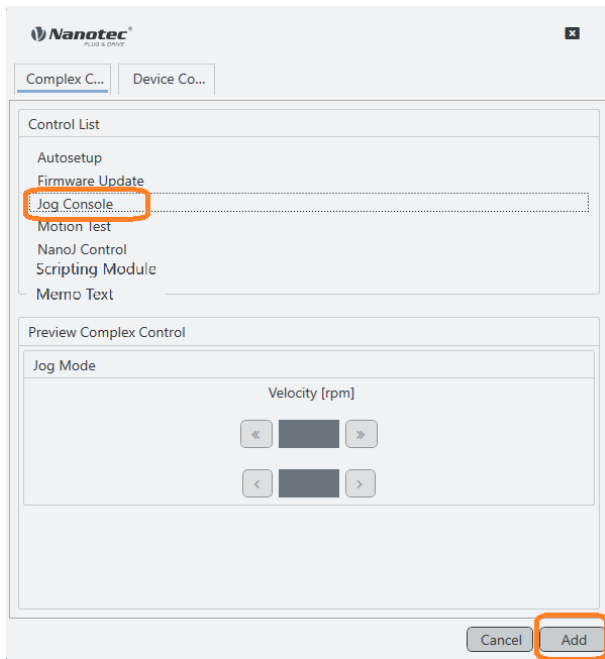 Nanotec®
PLUG & DRIVE
Complex C... Device Co...
Control List
Autosetup
Firmware Update
Jog Console
Motion Test
NanoJ Control
Scripting Module
Memo Text
Preview Complex Control
Jog Mode
Velocity [rpm]
« »
< >
Cancel Add